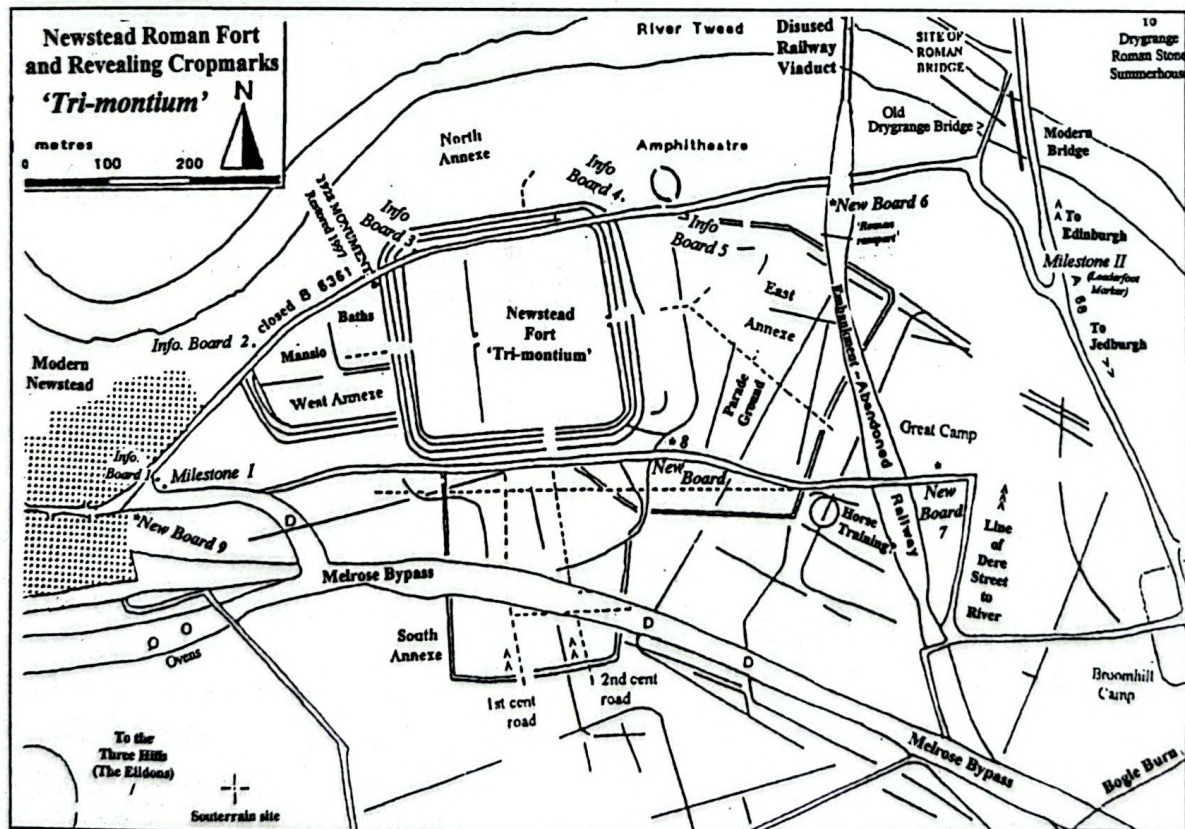 Newstead Roman Fort
and Revealing Cropmarks
'Tri-montium'
N
metres
0 100 200
River Tweed
Disused
Railway
Viaduct
SITE OF
ROMAN
BRIDGE
TO
Drygrange
Roman Stone
Summerhouse
Old
Drygrange Bridge >
Modern
Bridge
North
Annexe
Amphitheatre
Info
Board 4.
Info
Board 3
1928 MONUMENT
Restored 1997
*New Board 6
'Roman
rampart'
Info
Board 5
^
^ To
Edinburgh
Milestone II
(Leaderfoot
Marker)
A 68
To
Jedburgh
>>
closed B 6361
Info. Board 2
Baths
Mansio
West Annexe
Newstead
Fort
'Tri-montium'
East
Annexe
Parade
Ground
Embankment - Abandoned
Railway
Great Camp
Modern
Newstead
Info.
Board 1
Milestone I
* 8
New
Board
*
New
Board
7
^
^
^
Line
of
Dere
Street
to
River
Horse
Training?
*New Board 9
D
Melrose Bypass
D
D
O O
Ovens
South
Annexe
^
^
^
^
1st cent
road
2nd cent
road
Broomhill
Camp
Melrose Bypass
Bogle Burn
To the
Three Hills
(The Eildons)
Souterrain site